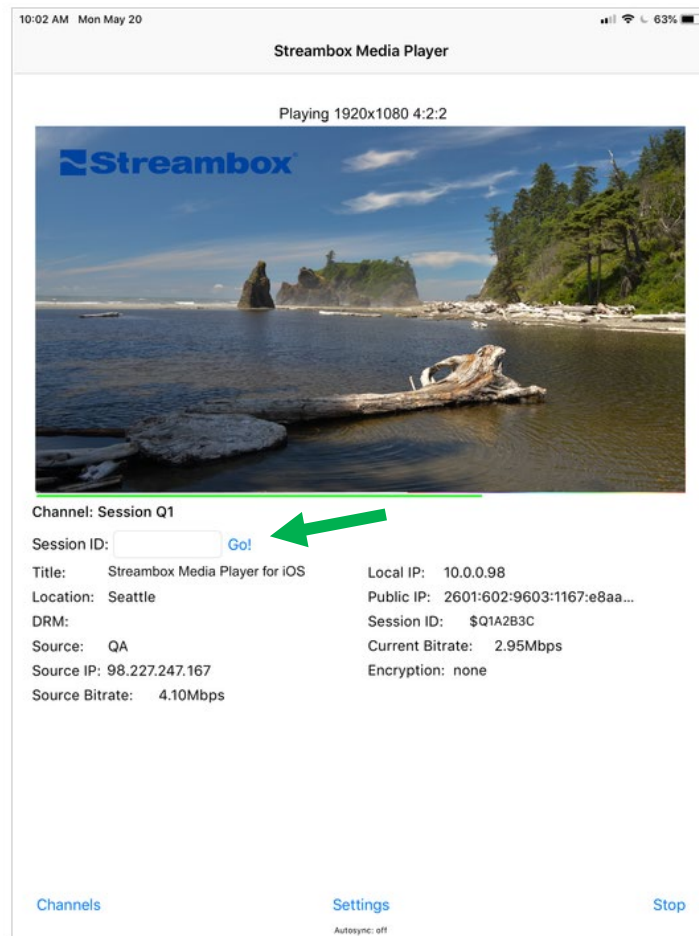 10:02 AM Mon May 20 63%
Streambox Media Player
Playing 1920x1080 4:2:2
Streambox
Channel: Session Q1
Session ID: Go!
Title: Streambox Media Player for iOS
Location: Seattle
DRM:
Source: QA
Source IP: 98.227.247.167
Source Bitrate: 4.10Mbps
Local IP: 10.0.0.98
Public IP: 2601:602:9603:1167:e8aa...
Session ID: $Q1A2B3C
Current Bitrate: 2.95Mbps
Encryption: none
Channels Settings Stop
Autosync: off